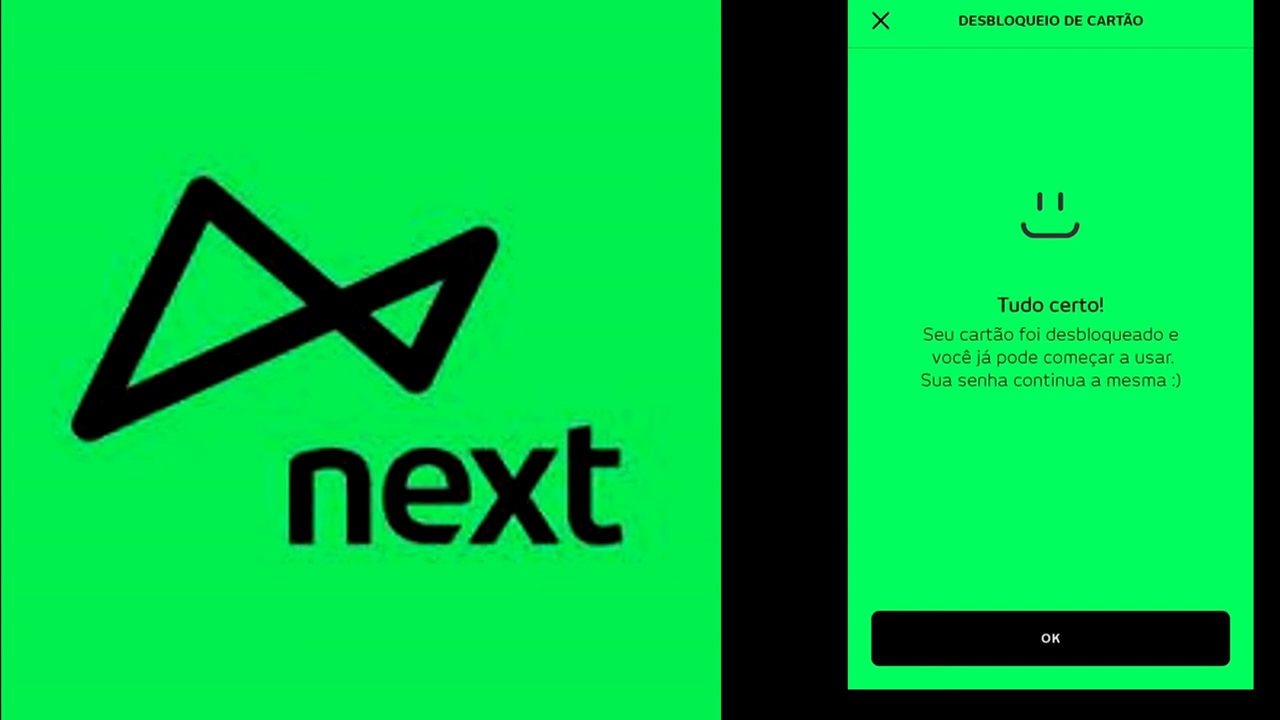 next
DESBLOQUEIO DE CARTÃO
Tudo certo!
Seu cartão foi desbloqueado e
você já pode começar a usar.
Sua senha continua a mesma :)
OK